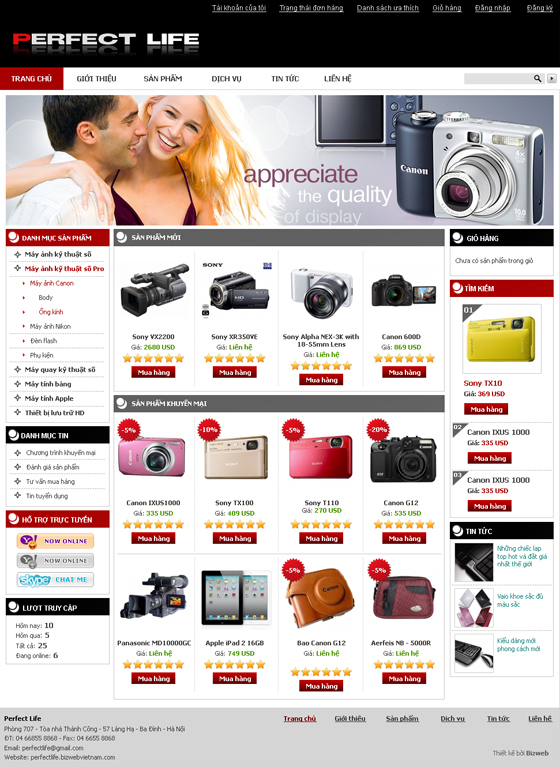 Tài khoản của tôi Trạng thái đơn hàng Danh sách ưa thích Giỏ hàng Đăng nhập Đăng ký
PERFECT LIFE
TRANG CHỦ GIỚI THIỆU SẢN PHẨM DỊCH VỤ TIN TỨC LIÊN HỆ
appreciate
the quality
of display
Canon
Canon
DANH MỤC SẢN PHẨM
Máy ảnh kỹ thuật số
Máy ảnh kỹ thuật số Pro
Máy ảnh Canon
Body
Ống kính
Máy ảnh Nikon
Đèn flash
Phụ kiện
Máy quay kỹ thuật số
Máy tính bảng
Máy tính Apple
Thiết bị lưu trữ HD
DANH MỤC TIN
Chương trình khuyến mại
Đánh giá sản phẩm
Tư vấn mua hàng
Tin tuyển dụng
HỖ TRỢ TRỰC TUYẾN
NOW ONLINE
NOW ONLINE
skype CHAT ME
LƯỢT TRUY CẬP
Hôm nay: 10
Hôm qua: 5
Tất cả: 25
Đang online: 6
SẢN PHẨM MỚI
SONY
HD
Sony VX2200 Sony XR350VE Sony Alpha NEX-3K with 18-55mm Lens Canon 600D
Giá: 2680 USD Giá: Liên hệ Giá: Liên hệ Giá: 869 USD
Mua hàng Mua hàng Mua hàng Mua hàng
SẢN PHẨM KHUYẾN MẠI
-5% -10% -5% -20%
Canon IXUS1000 Sony TX100 Sony T110 Canon G12
Giá: 335 USD Giá: 409 USD Giá: 270 USD Giá: 535 USD
Mua hàng Mua hàng Mua hàng Mua hàng
-5% -5%
Panasonic MD10000GC Apple iPad 2 16GB Bao Canon G12 Aerfeis NB - 5000R
Giá: Liên hệ Giá: 749 USD Giá: Liên hệ Giá: Liên hệ
Mua hàng Mua hàng Mua hàng Mua hàng
GIỎ HÀNG
Chưa có sản phẩm trong giỏ
TÌM KIẾM
01
Sony TX10
Giá: 369 USD
Mua hàng
02
Canon IXUS 1000
Giá: 335 USD
Mua hàng
03
Canon IXUS 1000
Giá: 335 USD
Mua hàng
TIN TỨC
Những chiếc lap top hot và đắt giá nhất thế giới
Vaio khoe sắc đủ màu sắc
Kiểu dáng mới phong cách mới
Perfect Life
Phòng 707 - Tòa nhà Thành Công - 57 Láng Hạ - Ba Đình - Hà Nội
ĐT: 04 66855 8868 - Fax: 04 6655 8868
Email: perfectlife@gmail.com
Website: perfectlife.bizwebvietnam.com
Trang chủ Giới thiệu Sản phẩm Dịch vụ Tin tức Liên hệ
Thiết kế bởi Bizweb